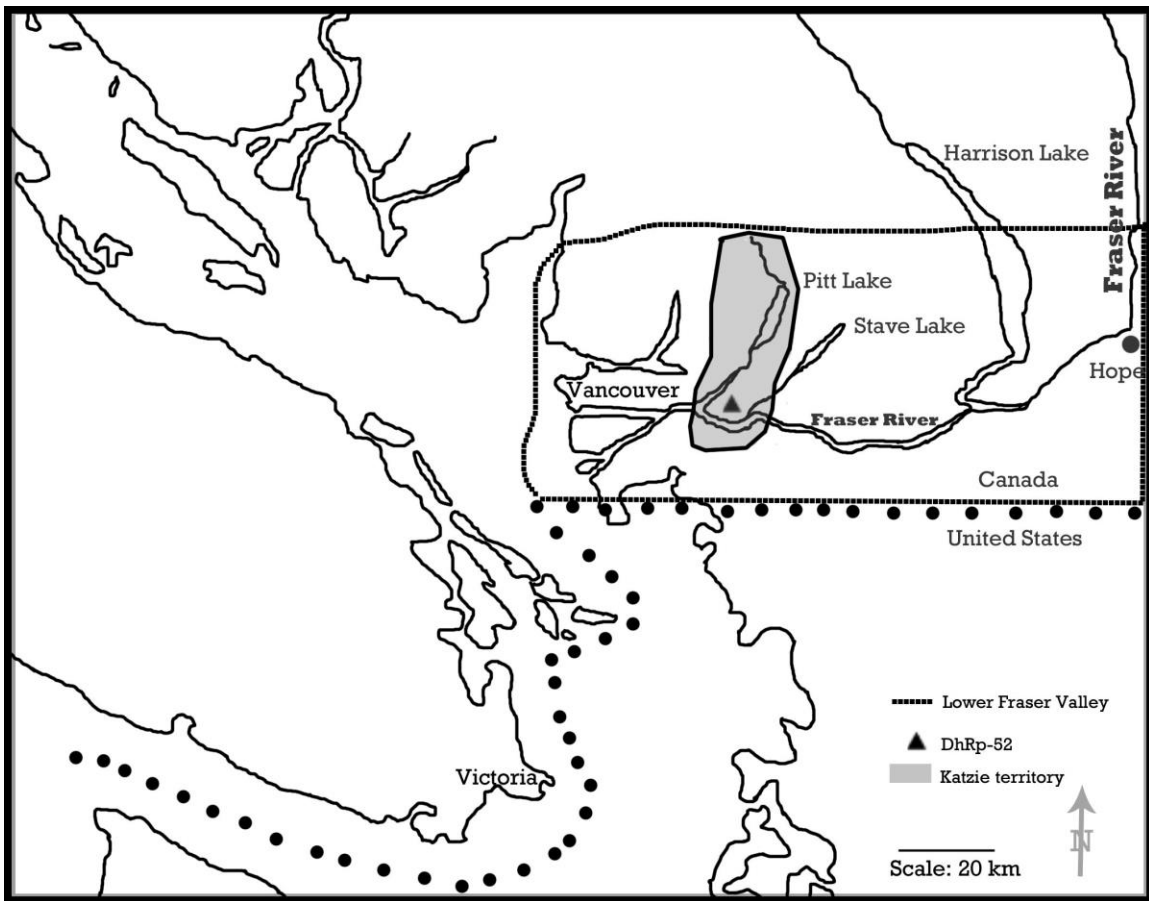 Harrison Lake
Fraser River
Pitt Lake
Stave Lake
Hope
Vancouver
Fraser River
Canada
United States
Lower Fraser Valley
DhRp-52
Victoria
Katzie territory
N
Scale: 20 km